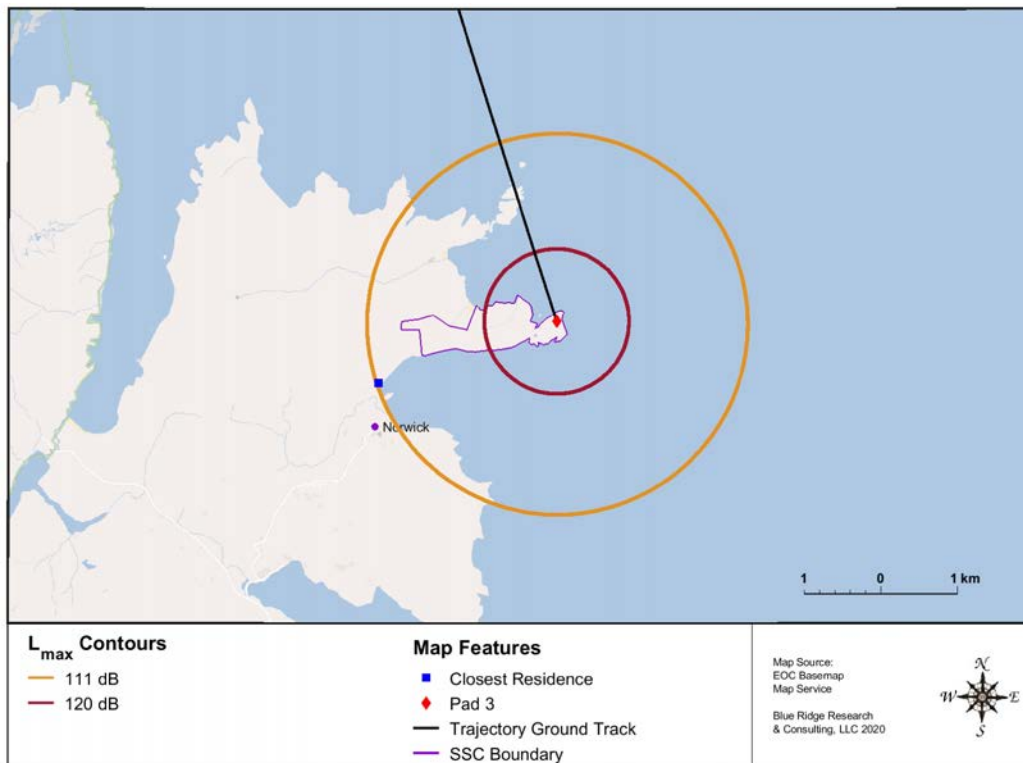 Norwick
1 0 1 km
L_max Contours
111 dB
120 dB
Map Features
Closest Residence
Pad 3
Trajectory Ground Track
SSC Boundary
Map Source:
EOC Basemap
Map Service
Blue Ridge Research
& Consulting, LLC 2020
N
W E
S